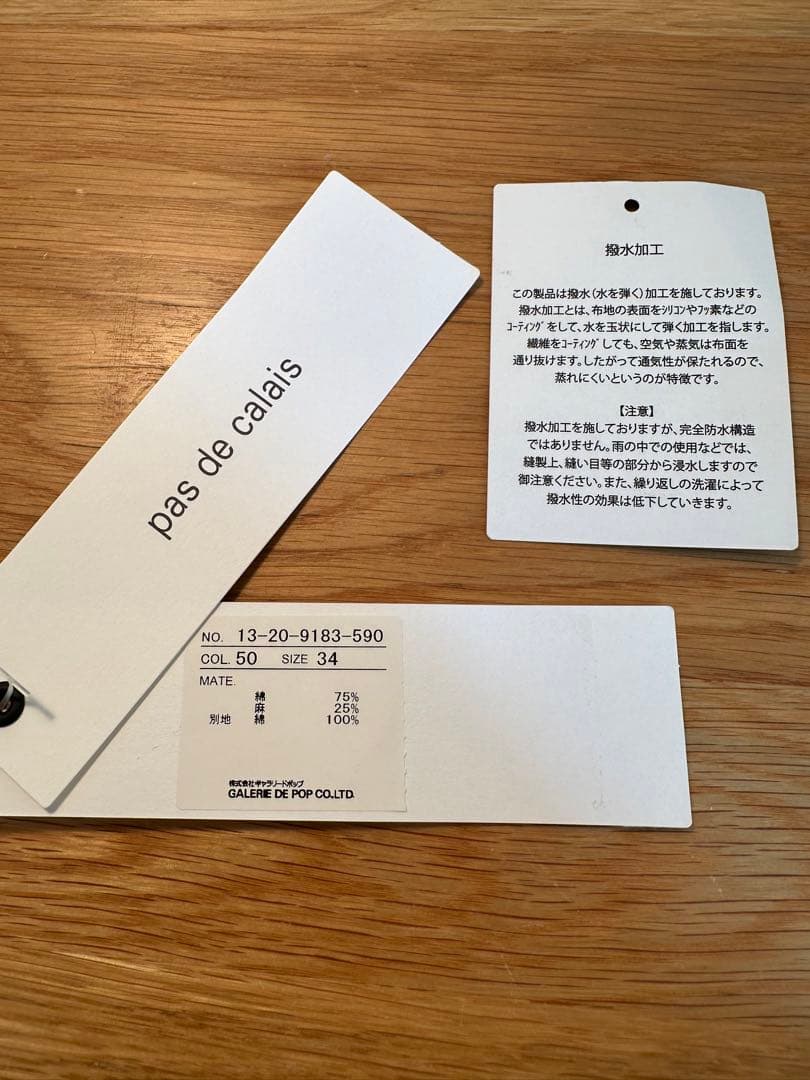 pas de calais
撥水加工
この製品は撥水(水を弾く)加工を施しております。
撥水加工とは、布地の表面をｼﾘｺﾝやﾌｯ素などの
ｺｰﾃｨﾝｸﾞをして、水を玉状にして弾く加工を指します。
繊維をｺｰﾃｨﾝｸﾞしても、空気や蒸気は布面を
通り抜けます。したがって通気性が保たれるので、
蒸れにくいというのが特徴です。
【注意】
撥水加工を施しておりますが、完全防水構造
ではありません。雨の中での使用などでは、
縫製上、縫い目等の部分から浸水しますので
御注意ください。また、繰り返しの洗濯によって
撥水性の効果は低下していきます。
NO. 13-20-9183-590
COL. 50 SIZE 34
MATE.
綿 75%
麻 25%
別地 綿 100%
株式会社ギャラリードポップ
GALERIE DE POP CO.LTD.